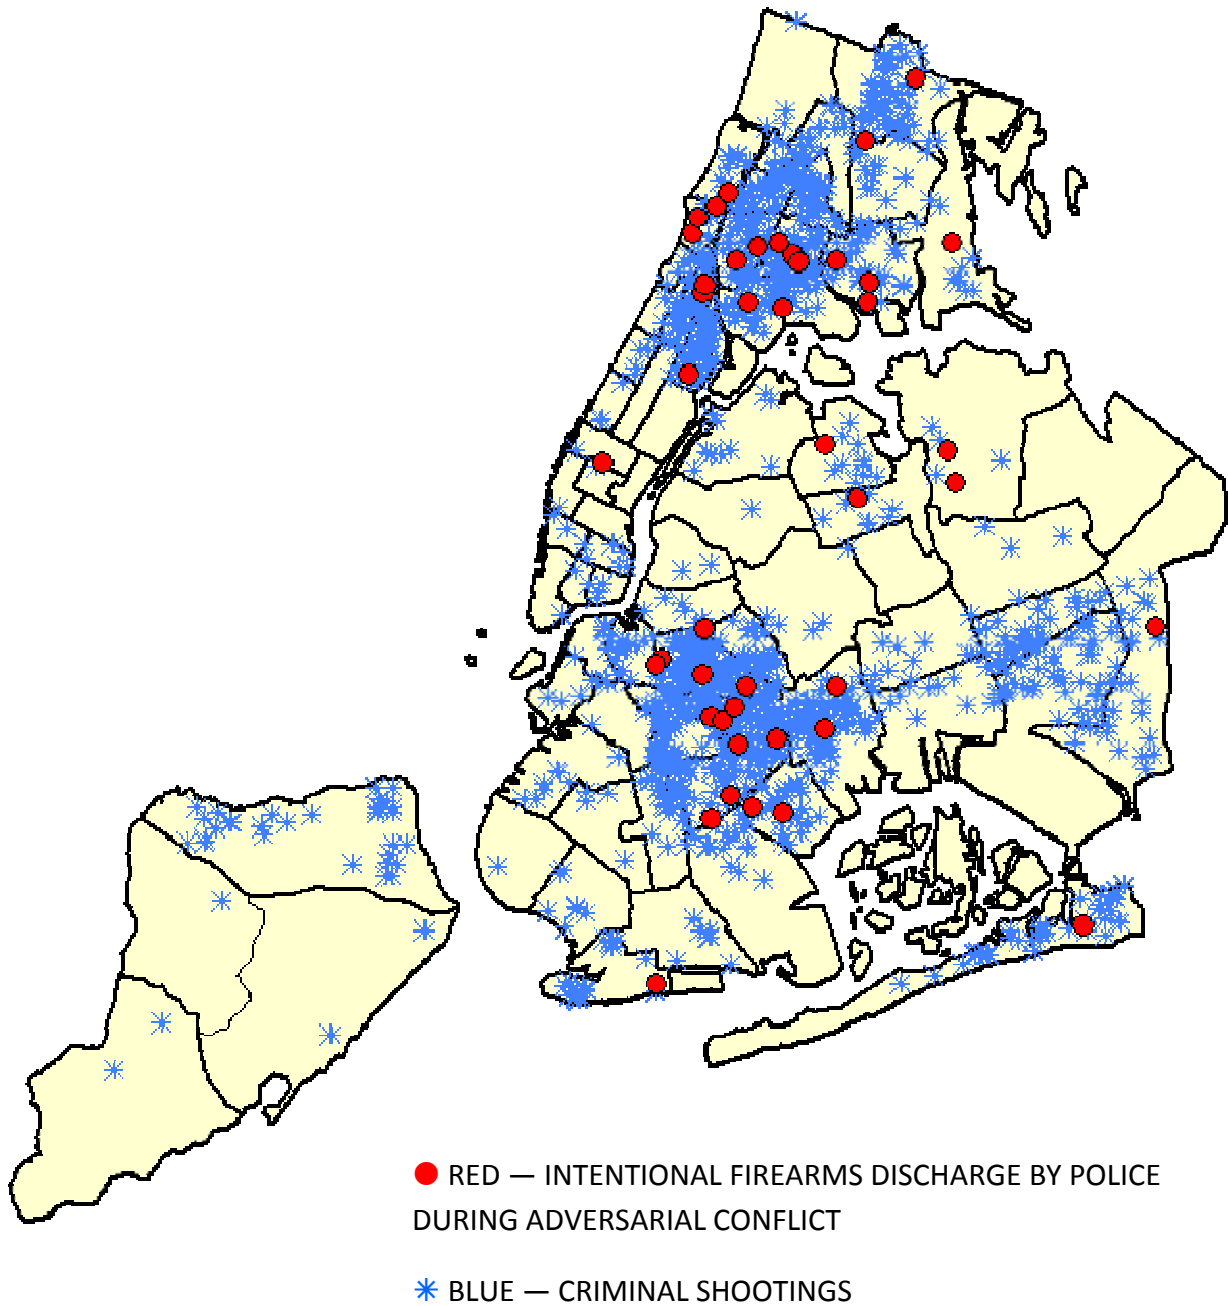 RED — INTENTIONAL FIREARMS DISCHARGE BY POLICE
DURING ADVERSARIAL CONFLICT
BLUE — CRIMINAL SHOOTINGS